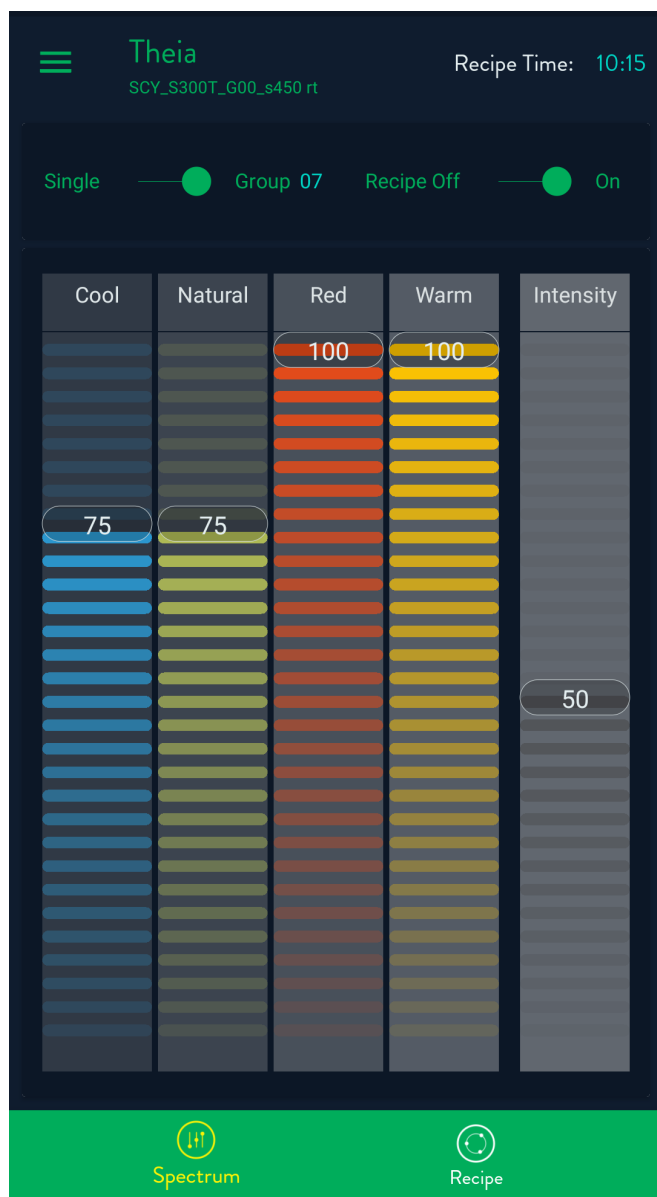 Theia
Recipe Time: 10:15
SCY_S300T_G00_s450 rt
Single Group 07 Recipe Off On
Cool Natural Red Warm Intensity
100 100
75 75
50
Spectrum Recipe